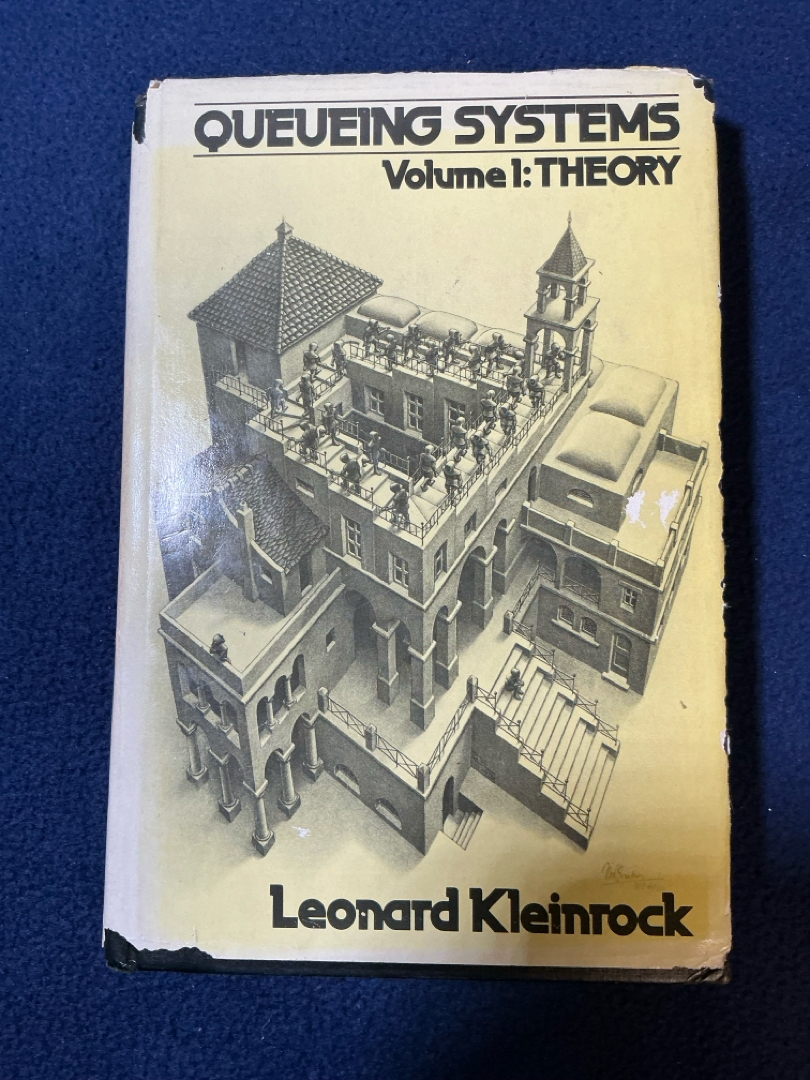 QUEUEING SYSTEMS
Volume 1: THEORY
Leonard Kleinrock